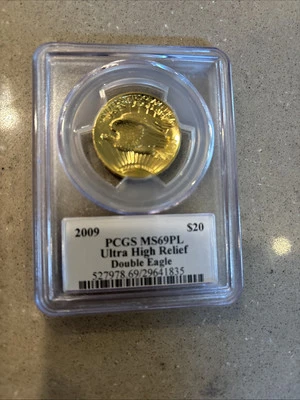 2009 $20
PCGS MS69PL
Ultra High Relief
Double Eagle
527978.69/29641835